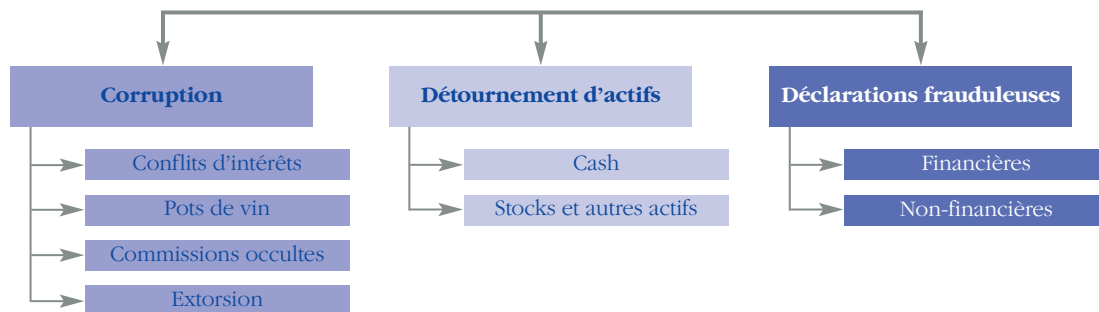 Corruption
Conflits d'intérêts
Pots de vin
Commissions occultes
Extorsion
Détournement d'actifs
Cash
Stocks et autres actifs
Déclarations frauduleuses
Financières
Non-financières